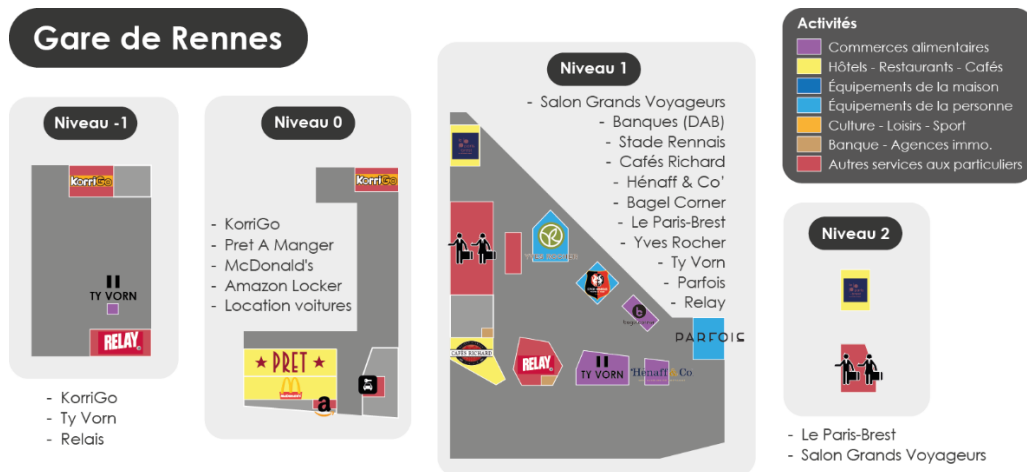 Gare de Rennes
Activités
Commerces alimentaires
Hôtels - Restaurants - Cafés
Équipements de la maison
Équipements de la personne
Culture - Loisirs - Sport
Banque - Agences immo.
Autres services aux particuliers
Niveau -1
KorriGo
TY VORN
RELAY
- KorriGo
- Ty Vorn
- Relais
Niveau 0
KorriGo
- KorriGo
- Pret A Manger
- McDonald's
- Amazon Locker
- Location voitures
★ PRET ★
a
Niveau 1
- Salon Grands Voyageurs
- Banques (DAB)
- Stade Rennais
- Cafés Richard
- Hénaff & Co'
- Bagel Corner
- Le Paris-Brest
- Yves Rocher
- Ty Vorn
- Parfois
- Relay
YVES ROCHER
b
PARFOIS
CAFÉS RICHARD
RELAY
TY VORN
Hénaff & Co
Niveau 2
- Le Paris-Brest
- Salon Grands Voyageurs